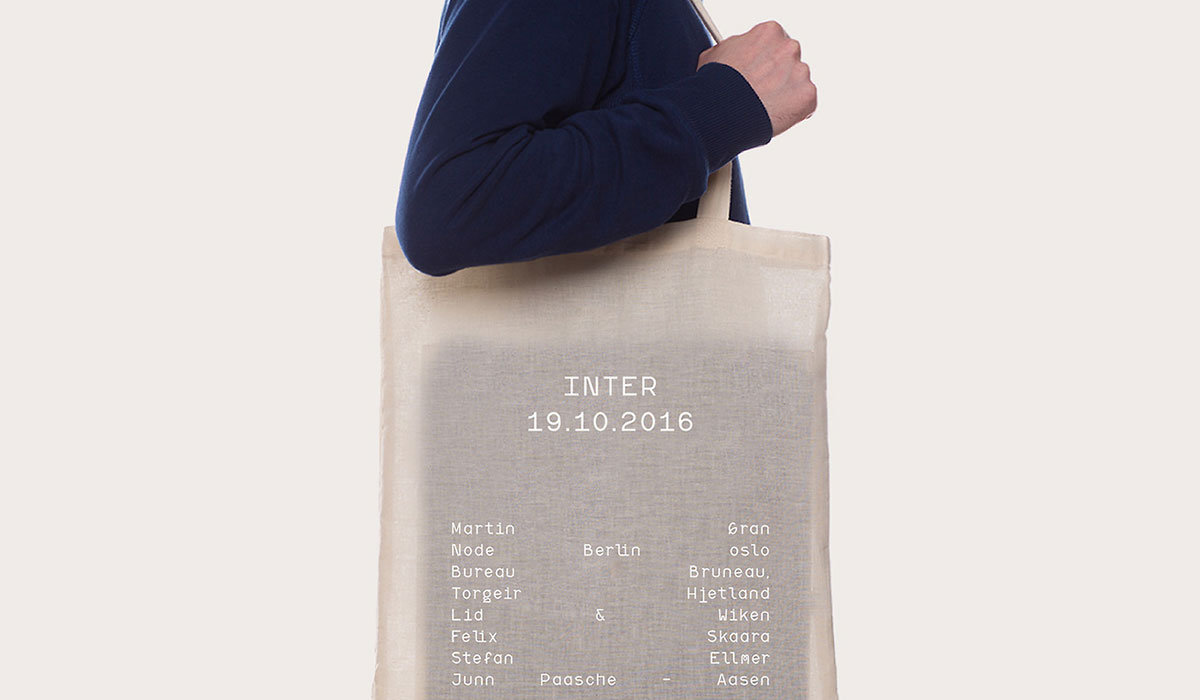 INTER
19.10.2016
Martin Gran
Node Berlin oslo
Bureau Bruneau,
Torgeir Hjetland
Lid & Wiken
Felix Skaara
Stefan Ellmer
Junn Paasche - Aasen